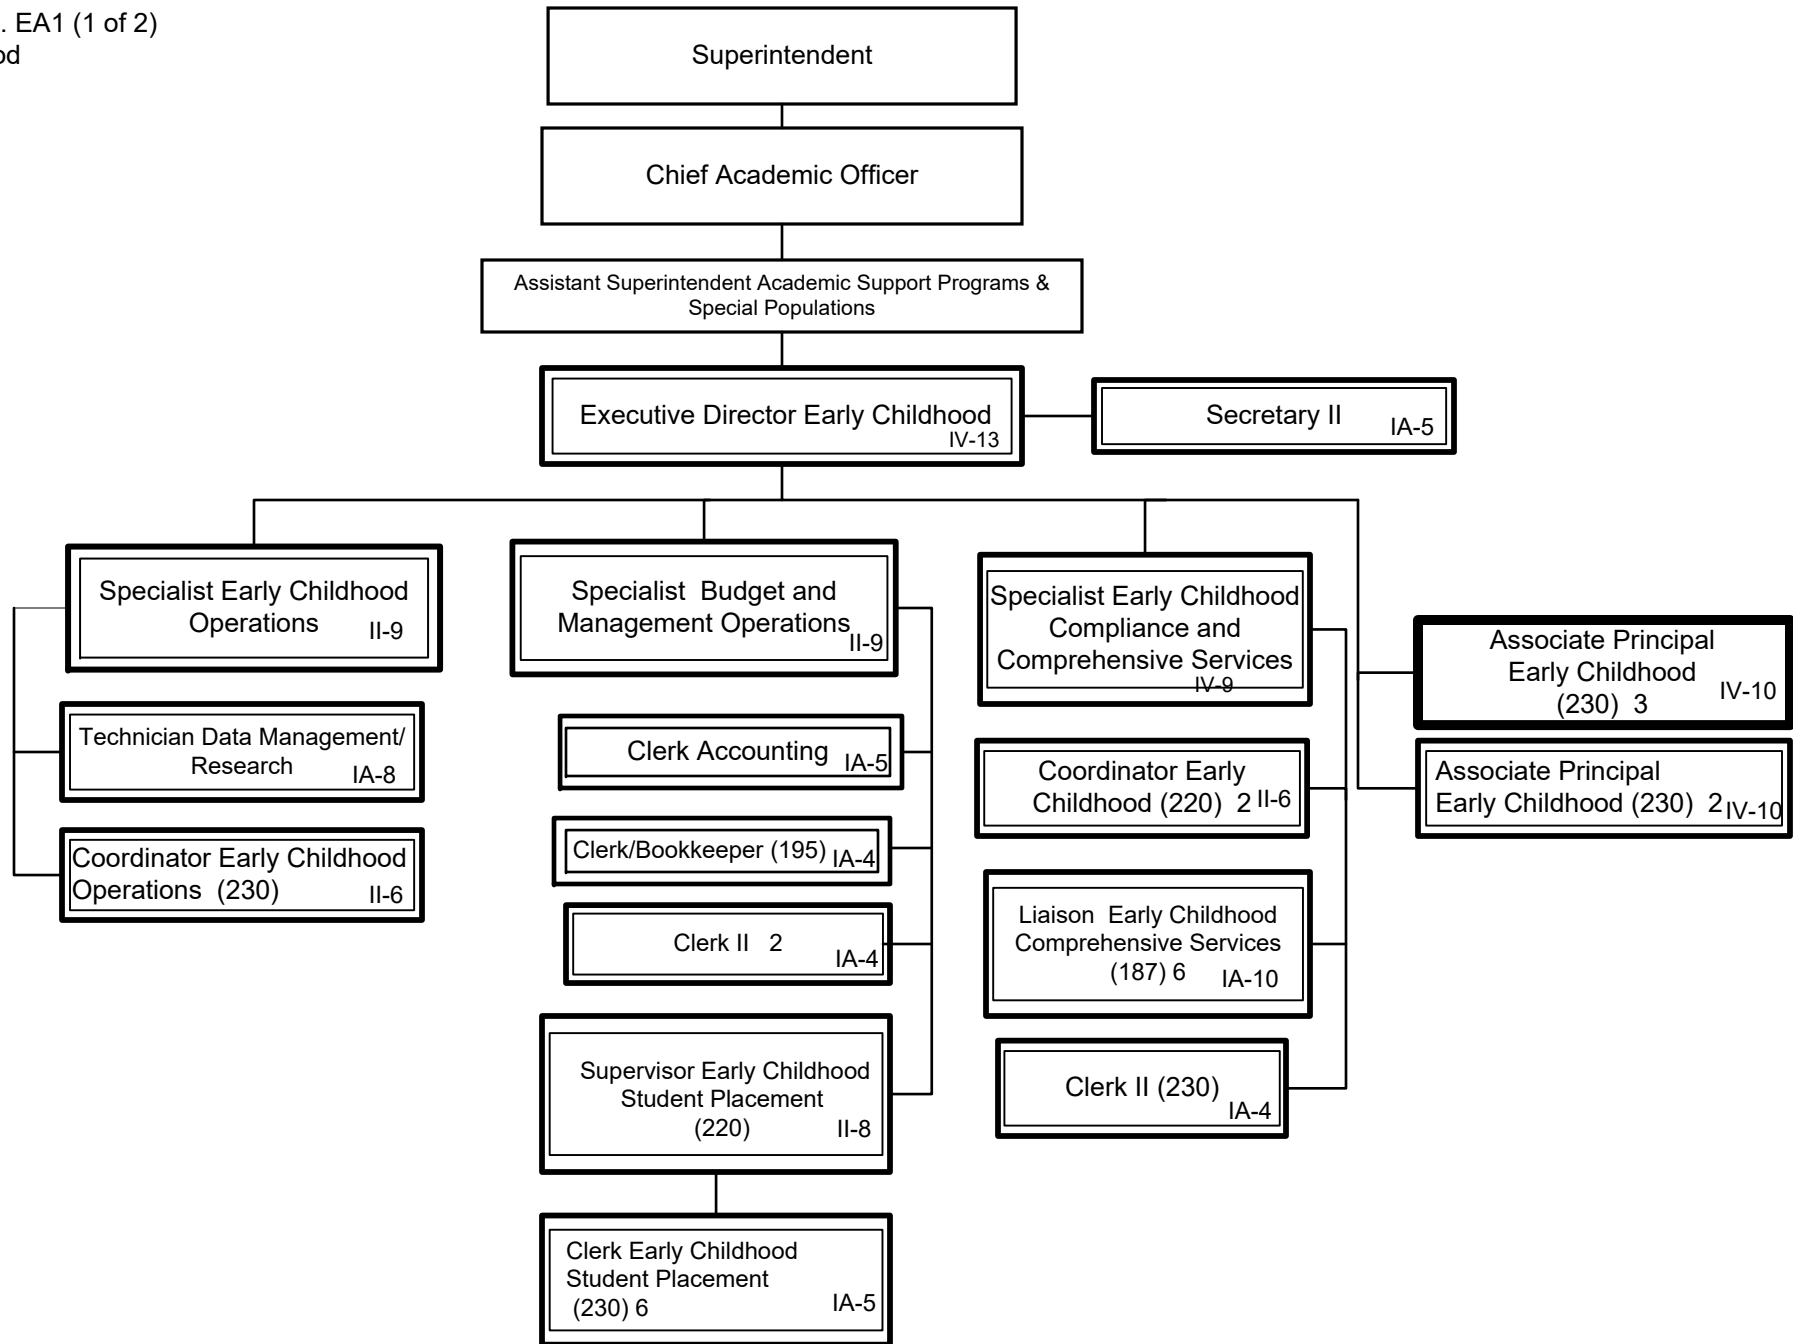 . EA1 (1 of 2)
Superintendent
Chief Academic Officer
Assistant Superintendent Academic Support Programs &
Special Populations
Executive Director Early Childhood
IV-13
Secretary II
IA-5
Specialist Early Childhood
Operations
II-9
Technician Data Management/
Research
IA-8
Coordinator Early Childhood
Operations (230)
II-6
Specialist Budget and
Management Operations
II-9
Clerk Accounting
IA-5
Clerk/Bookkeeper (195)
IA-4
Clerk II 2
IA-4
Supervisor Early Childhood
Student Placement
(220)
II-8
Clerk Early Childhood
Student Placement
(230) 6
IA-5
Specialist Early Childhood
Compliance and
Comprehensive Services
IV-9
Coordinator Early
Childhood (220) 2
II-6
Liaison Early Childhood
Comprehensive Services
(187) 6
IA-10
Clerk II (230)
IA-4
Associate Principal
Early Childhood
(230) 3
IV-10
Associate Principal
Early Childhood (230) 2
IV-10